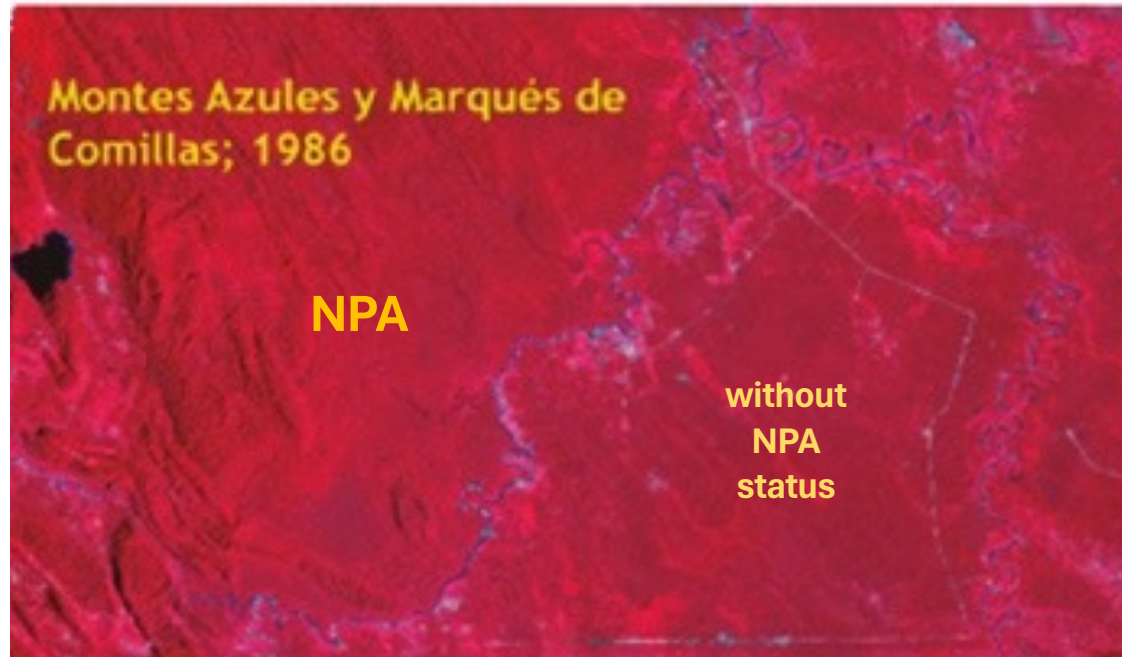 Montes Azules y Marqués de
Comillas; 1986
NPA
without
NPA
status